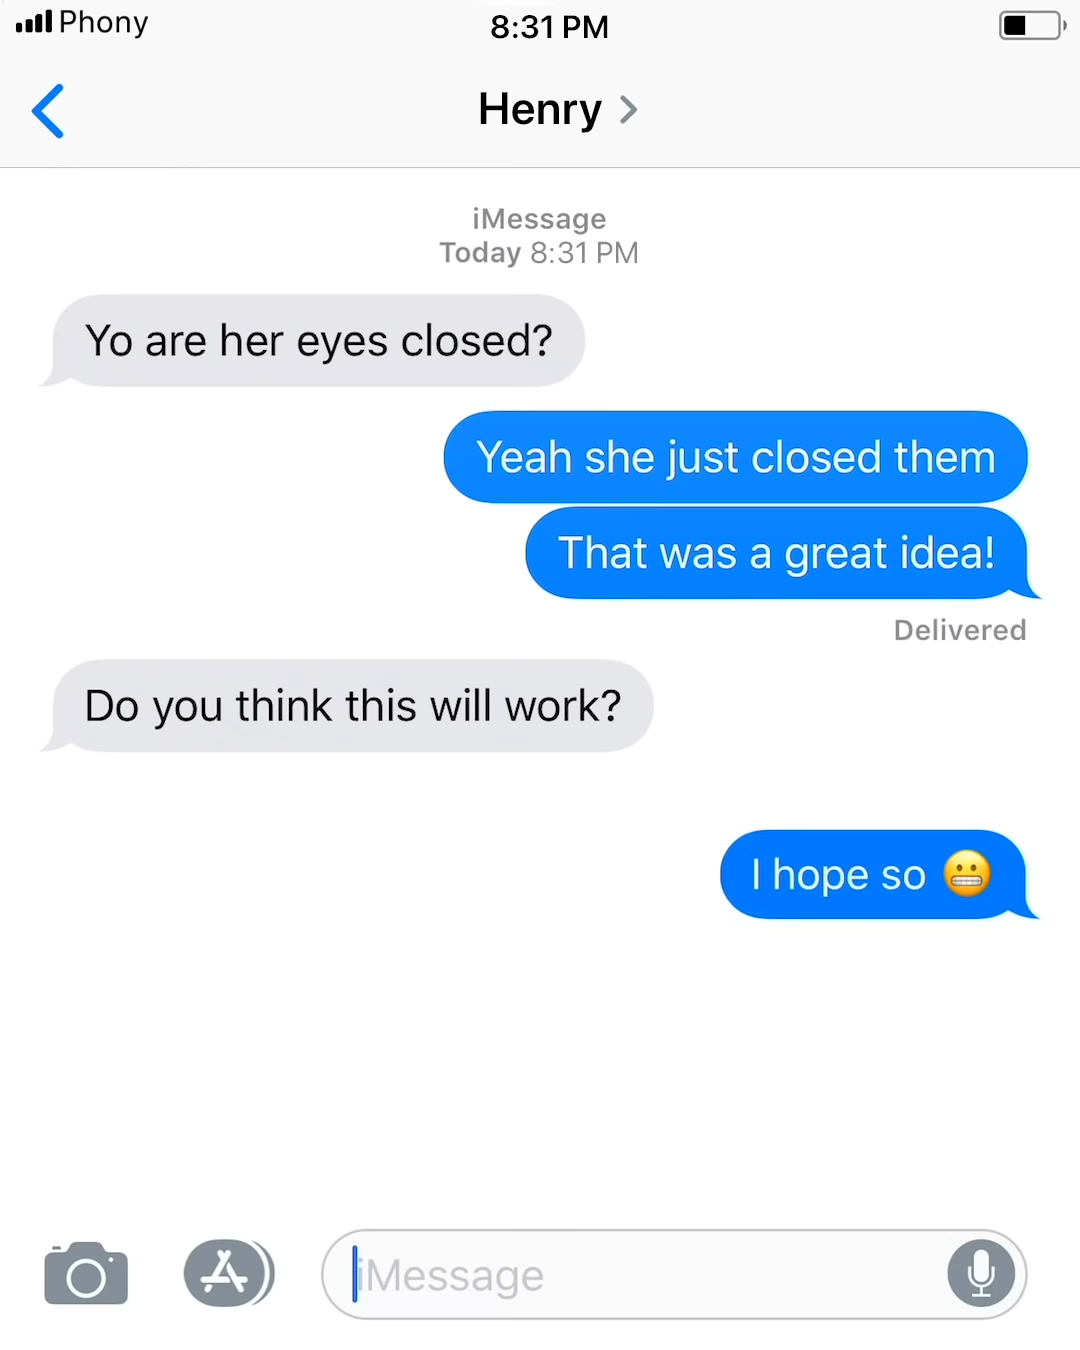 Phony
8:31 PM
Henry
iMessage
Today 8:31 PM
Yo are her eyes closed?
Yeah she just closed them
That was a great idea!
Delivered
Do you think this will work?
I hope so 😬
iMessage